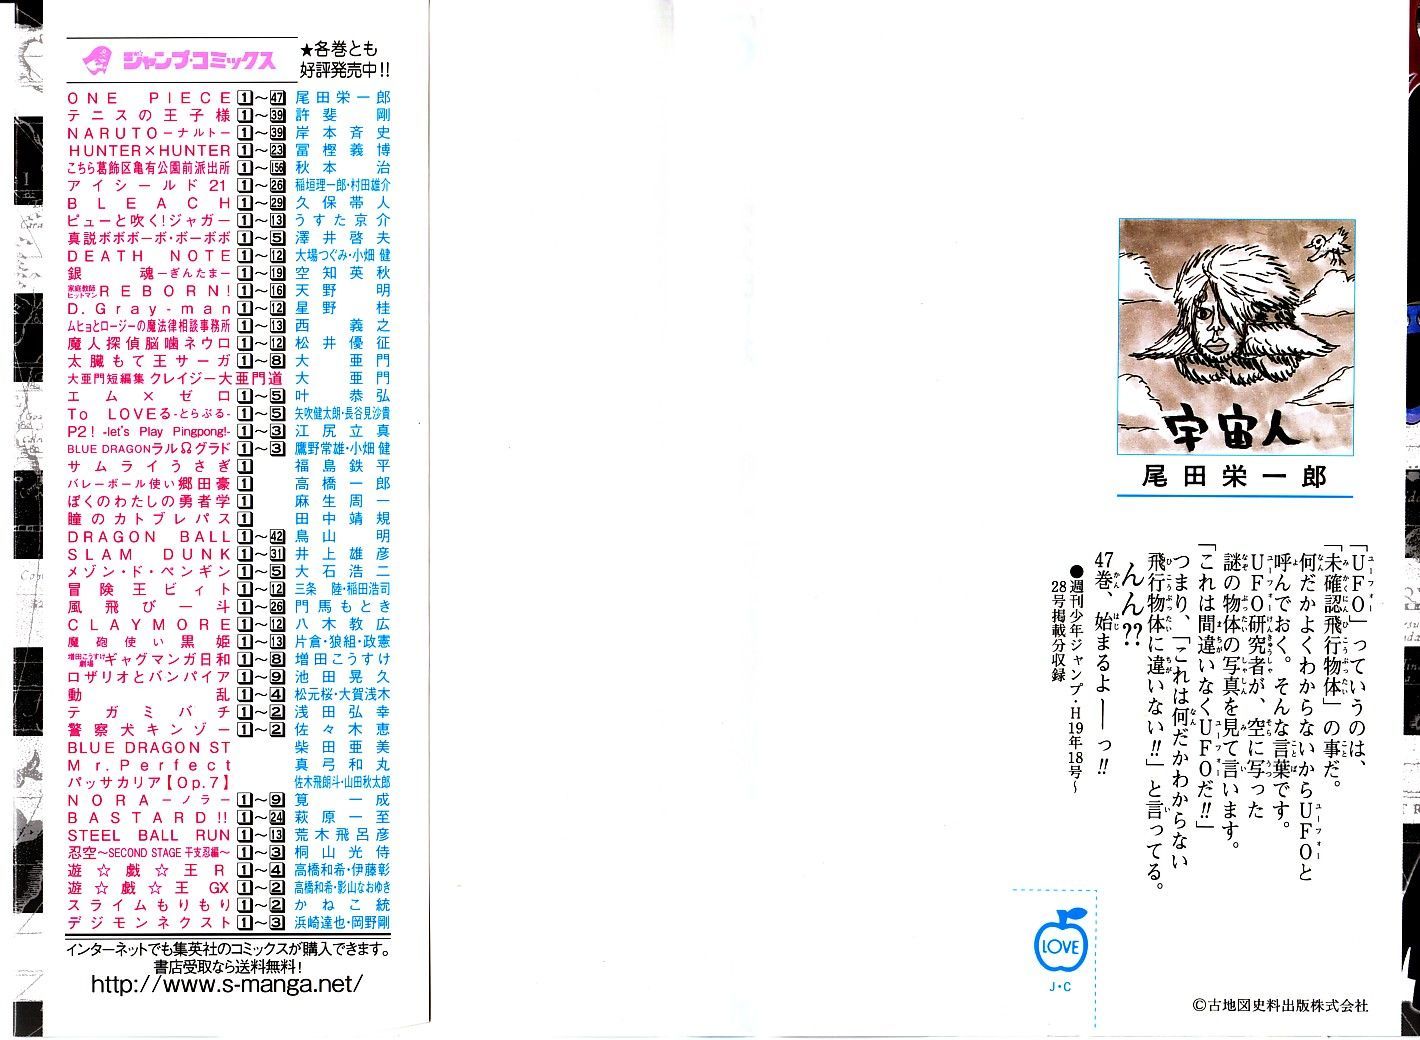 ジャンプ・コミックス
★各巻とも
好評発売中!!
ONE PIECE 1～47 尾田栄一郎
テニスの王子様 1～39 許斐 剛
NARUTO―ナルト― 1～39 岸本斉史
HUNTER×HUNTER 1～23 冨樫義博
こちら葛飾区亀有公園前派出所 1～156 秋本 治
アイシールド21 1～26 稲垣理一郎・村田雄介
BLEACH 1～29 久保帯人
ピューと吹く!ジャガー 1～13 うすた京介
真説ボボボーボ・ボーボボ 1～5 澤井啓夫
DEATH NOTE 1～12 大場つぐみ・小畑 健
銀魂―ぎんたま― 1～19 空知英秋
家庭教師ヒットマンREBORN! 1～16 天野 明
D.Gray-man 1～12 星野 桂
ムヒョとロージーの魔法律相談事務所 1～13 西 義之
魔人探偵脳噛ネウロ 1～12 松井優征
太臓もて王サーガ 1～8 大亜門
大亜門短編集 クレイジー大亜門道 大亜門
エム×ゼロ 1～5 叶 恭弘
To LOVEる-とらぶる- 1～5 矢吹健太朗・長谷見沙貴
P2! -let's Play Pingpong!- 1～3 江尻立真
BLUE DRAGONラルΩグラド 1～3 鷹野常雄・小畑 健
サムライうさぎ 1 福島鉄平
バレーボール使い郷田豪 1 高橋一郎
ぼくのわたしの勇者学 1 麻生周一
瞳のカトブレパス 1 田中靖規
DRAGON BALL 1～42 鳥山 明
SLAM DUNK 1～31 井上雄彦
メゾン・ド・ペンギン 1～5 大石浩二
冒険王ビィト 1～12 三条 陸・稲田浩司
風飛び一斗 1～26 門馬もとき
CLAYMORE 1～12 八木教広
魔砲使い黒姫 1～13 片倉・狼組・政憲
増田こうすけ劇場 ギャグマンガ日和 1～8 増田こうすけ
ロザリオとバンパイア 1～9 池田晃久
動乱 1～4 松元桜・大賀浅木
テガミバチ 1～2 浅田弘幸
警察犬キンゾー 1～2 佐々木恵
BLUE DRAGON ST 柴田亜美
Mr.Perfect 真弓和丸
パッサカリア【Op.7】 佐木飛朗斗・山田秋太郎
NORA―ノラ― 1～9 筧 一成
BASTARD!! 1～24 萩原一至
STEEL BALL RUN 1～13 荒木飛呂彦
忍空～SECOND STAGE 干支忍編～ 1～3 桐山光侍
遊☆戯☆王R 1～4 高橋和希・伊藤彰
遊☆戯☆王GX 1～2 高橋和希・影山なおゆき
スライムもりもり 1～2 かねこ統
デジモンネクスト 1～3 浜崎達也・岡野剛
インターネットでも集英社のコミックスが購入できます。
書店受取なら送料無料!
http://www.s-manga.net/
宇宙人
尾田栄一郎
「UFO」っていうのは、
「未確認飛行物体」の事だ。
何だかよくわからないからUFOと
呼んでおく。そんな言葉です。
UFO研究者が、空に写った
謎の物体の写真を見て言います。
「これは間違いなくUFOだ!!」
つまり、「これは何だかわからない
飛行物体に違いない!!」と言ってる。
んん??
47巻、始まるよ――っ!!
●週刊少年ジャンプ・H19年18号～
28号掲載分収録
LOVE
J・C
©古地図史料出版株式会社